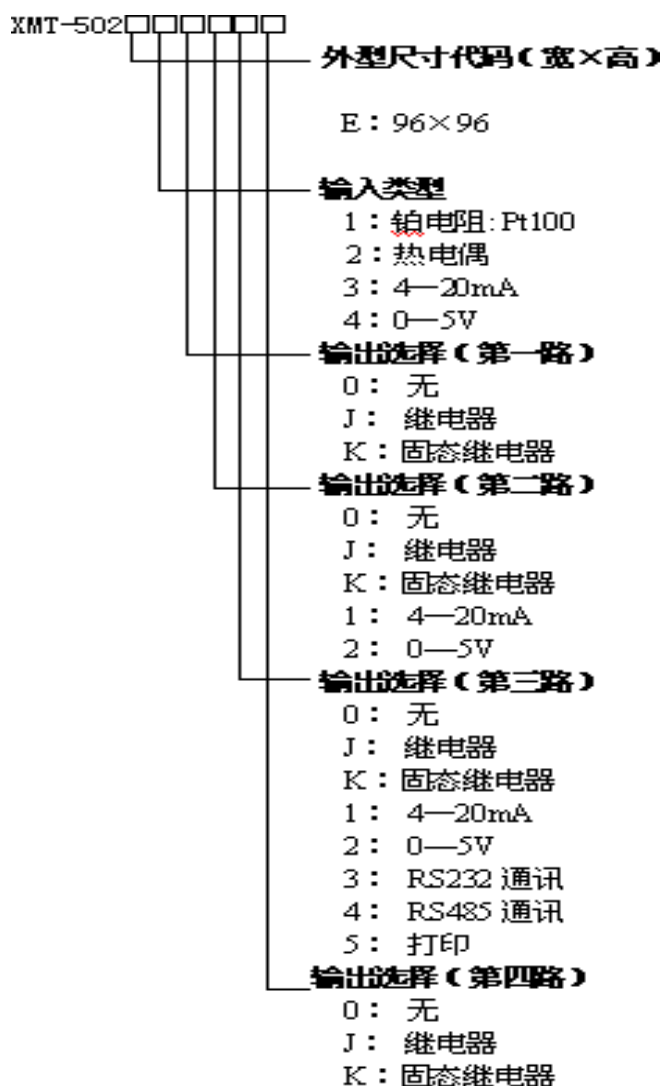 XMT-502□□□□□□
外型尺寸代码(宽×高)
E：96×96
输入类型
1：铂电阻:Pt100
2：热电偶
3：4—20mA
4：0—5V
输出选择(第一路)
0： 无
J： 继电器
K：固态继电器
输出选择(第二路)
0： 无
J： 继电器
K：固态继电器
1： 4—20mA
2： 0—5V
输出选择(第三路)
0： 无
J： 继电器
K：固态继电器
1： 4—20mA
2： 0—5V
3： RS232 通讯
4： RS485 通讯
5： 打印
输出选择(第四路)
0： 无
J： 继电器
K：固态继电器